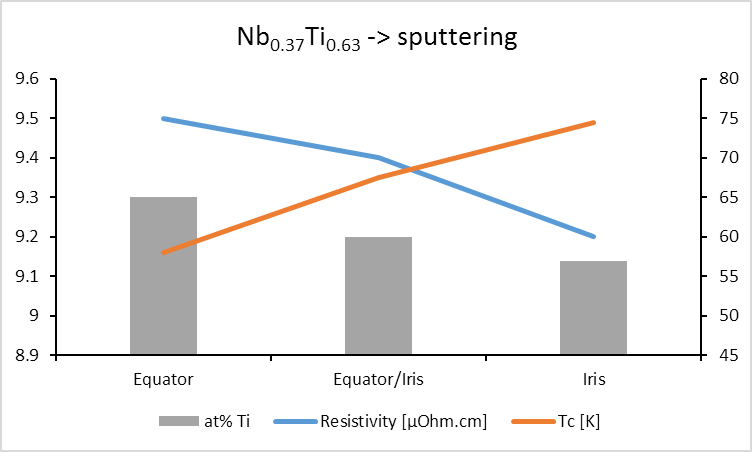 Nb0.37Ti0.63 -> sputtering
9.6
9.5
9.4
9.3
9.2
9.1
9
8.9
80
75
70
65
60
55
50
45
Equator
Equator/Iris
Iris
at% Ti
Resistivity [µOhm.cm]
Tc [K]